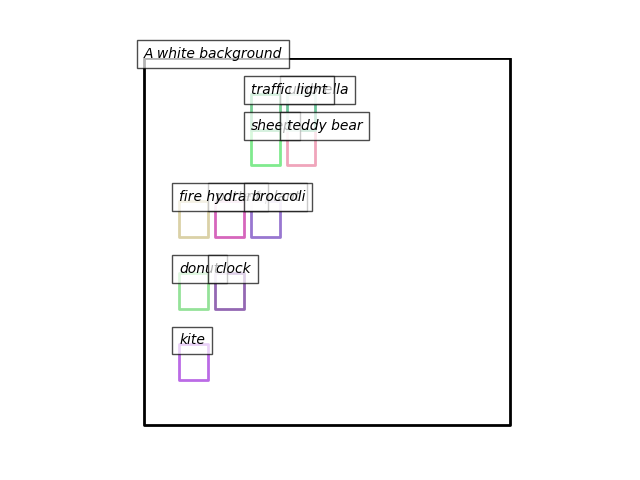 A white background
traffic light umbrella
sheep teddy bear
fire hydrant broccoli
donut clock
kite